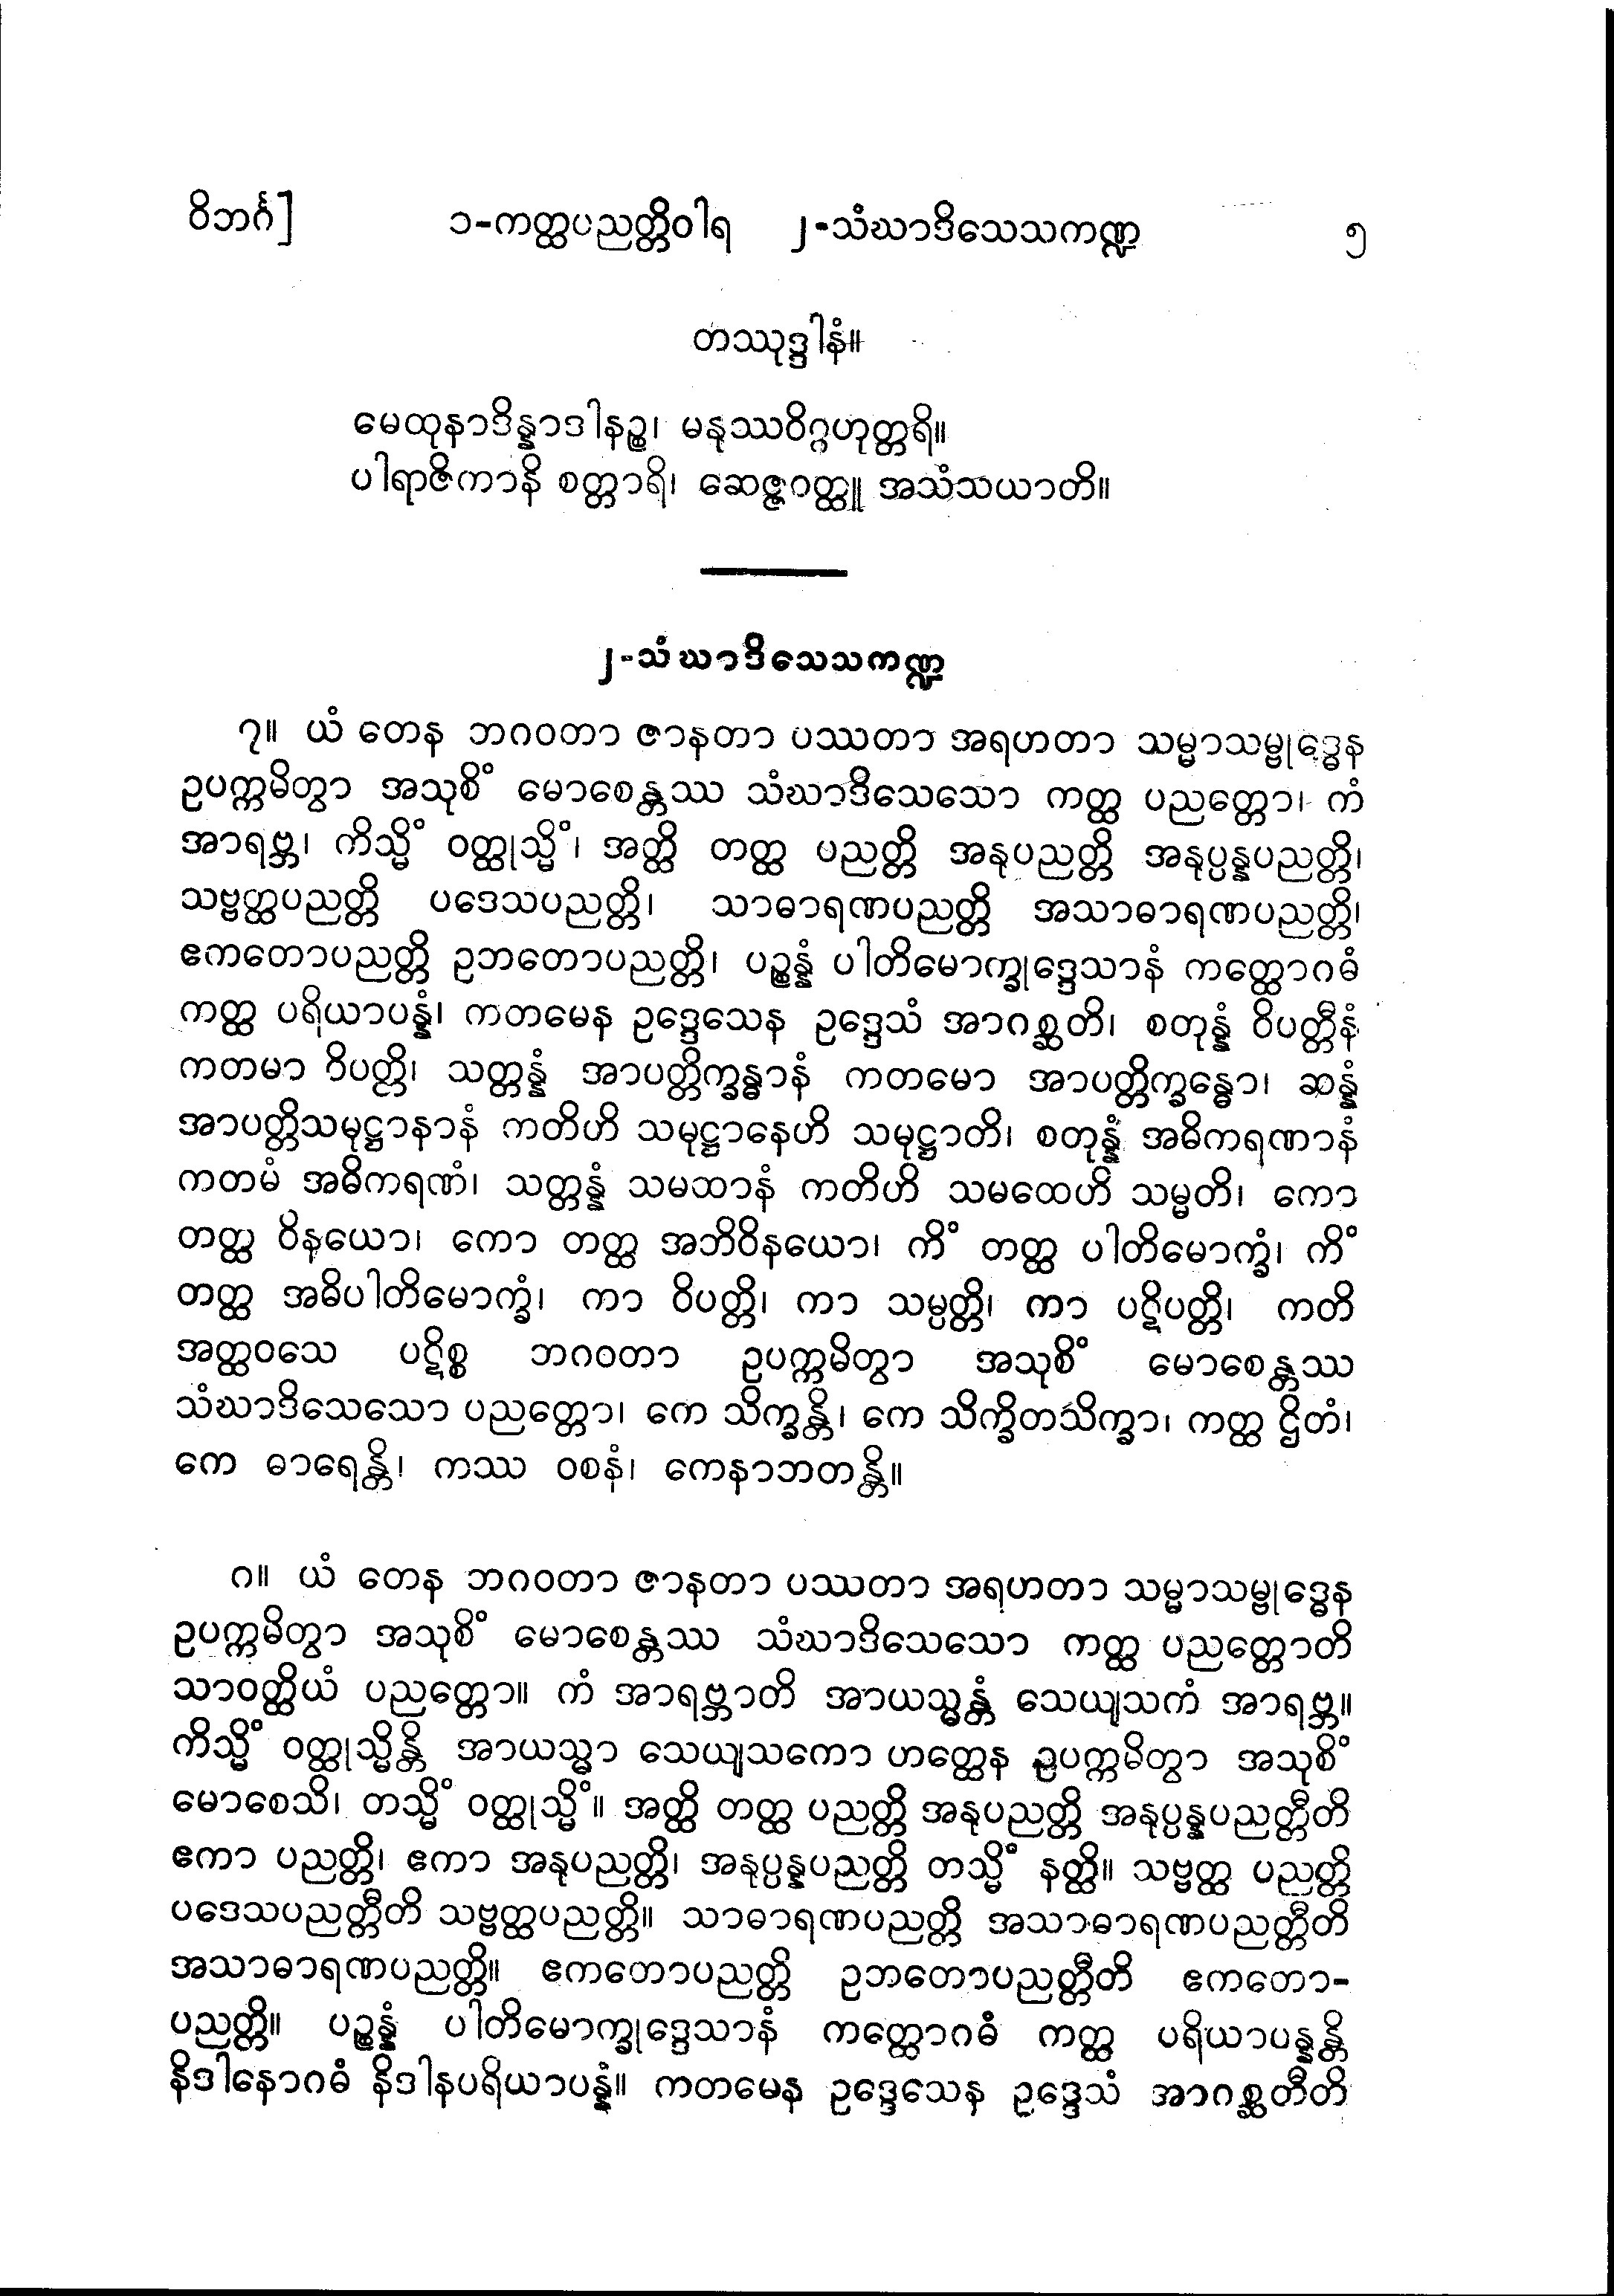 ဝိဘင်္ဂ] ၁-ကတ္ထပညတ္တိဝါရ ၂-သံဃာဒိသေသကဏ္ဍ ၅
တဿုဒ္ဒါနံ။
မေထုနာဒိန္နာဒါနဉ္စ၊ မနုဿဝိဂ္ဂဟုတ္တရိ။
ပါရာဇိကာနိ စတ္တာရိ၊ ဆေဇ္ဇဝတ္ထူ အသံသယာတိ။
၂-သံဃာဒိသေသကဏ္ဍ
၇။ ယံ တေန ဘဂဝတာ ဇာနတာ ပဿတာ အရဟတာ သမ္မာသမ္ဗုဒ္ဓေန
ဥပက္ကမိတွာ အသုစိံ မောစေန္တဿ သံဃာဒိသေသော ကတ္ထ ပညတ္တော၊ ကံ
အာရဗ္ဘ၊ ကိသ္မိံ ဝတ္ထုသ္မိံ၊ အတ္ထိ တတ္ထ ပညတ္တိ အနုပညတ္တိ အနုပ္ပန္နပညတ္တိ၊
သဗ္ဗတ္ထပညတ္တိ ပဒေသပညတ္တိ၊ သာဓာရဏပညတ္တိ အသာဓာရဏပညတ္တိ၊
ဧကတောပညတ္တိ ဥဘတောပညတ္တိ၊ ပဉ္စန္နံ ပါတိမောက္ခုဒ္ဒေသာနံ ကတ္ထောဂဓံ
ကတ္ထ ပရိယာပန္နံ၊ ကတမေန ဥဒ္ဒေသေန ဥဒ္ဒေသံ အာဂစ္ဆတိ၊ စတုန္နံ ဝိပတ္တီနံ
ကတမာ ဝိပတ္တိ၊ သတ္တန္နံ အာပတ္တိက္ခန္ဓာနံ ကတမော အာပတ္တိက္ခန္ဓော၊ ဆန္နံ
အာပတ္တိသမုဋ္ဌာနာနံ ကတိဟိ သမုဋ္ဌာနေဟိ သမုဋ္ဌာတိ၊ စတုန္နံ အဓိကရဏာနံ
ကတမံ အဓိကရဏံ၊ သတ္တန္နံ သမထာနံ ကတိဟိ သမထေဟိ သမ္မတိ၊ ကော
တတ္ထ ဝိနယော၊ ကော တတ္ထ အဘိဝိနယော၊ ကိံ တတ္ထ ပါတိမောက္ခံ၊ ကိံ
တတ္ထ အဓိပါတိမောက္ခံ၊ ကာ ဝိပတ္တိ၊ ကာ သမ္ပတ္တိ၊ ကာ ပဋိပတ္တိ၊ ကတိ
အတ္ထဝသေ ပဋိစ္စ ဘဂဝတာ ဥပက္ကမိတွာ အသုစိံ မောစေန္တဿ
သံဃာဒိသေသော ပညတ္တော၊ ကေ သိက္ခန္တိ၊ ကေ သိက္ခိတသိက္ခာ၊ ကတ္ထ ဌိတံ၊
ကေ ဓာရေန္တိ၊ ကဿ ဝစနံ၊ ကေနာဘတန္တိ။
၈။ ယံ တေန ဘဂဝတာ ဇာနတာ ပဿတာ အရဟတာ သမ္မာသမ္ဗုဒ္ဓေန
ဥပက္ကမိတွာ အသုစိံ မောစေန္တဿ သံဃာဒိသေသော ကတ္ထ ပညတ္တောတိ
သာဝတ္ထိယံ ပညတ္တော။ ကံ အာရဗ္ဘာတိ အာယသ္မန္တံ သေယျသကံ အာရဗ္ဘ။
ကိသ္မိံ ဝတ္ထုသ္မိန္တိ အာယသ္မာ သေယျသကော ဟတ္ထေန ဥပက္ကမိတွာ အသုစိံ
မောစေသိ၊ တသ္မိံ ဝတ္ထုသ္မိံ။ အတ္ထိ တတ္ထ ပညတ္တိ အနုပညတ္တိ အနုပ္ပန္နပညတ္တီတိ
ဧကာ ပညတ္တိ၊ ဧကာ အနုပညတ္တိ၊ အနုပ္ပန္နပညတ္တိ တသ္မိံ နတ္ထိ။ သဗ္ဗတ္ထ ပညတ္တိ
ပဒေသပညတ္တီတိ သဗ္ဗတ္ထပညတ္တိ။ သာဓာရဏပညတ္တိ အသာဓာရဏပညတ္တီတိ
အသာဓာရဏပညတ္တိ။ ဧကတောပညတ္တိ ဥဘတောပညတ္တီတိ ဧကတော-
ပညတ္တိ။ ပဉ္စန္နံ ပါတိမောက္ခုဒ္ဒေသာနံ ကတ္ထောဂဓံ ကတ္ထ ပရိယာပန္နန္တိ
နိဒါနောဂဓံ နိဒါနပရိယာပန္နံ။ ကတမေန ဥဒ္ဒေသေန ဥဒ္ဒေသံ အာဂစ္ဆတီတိ